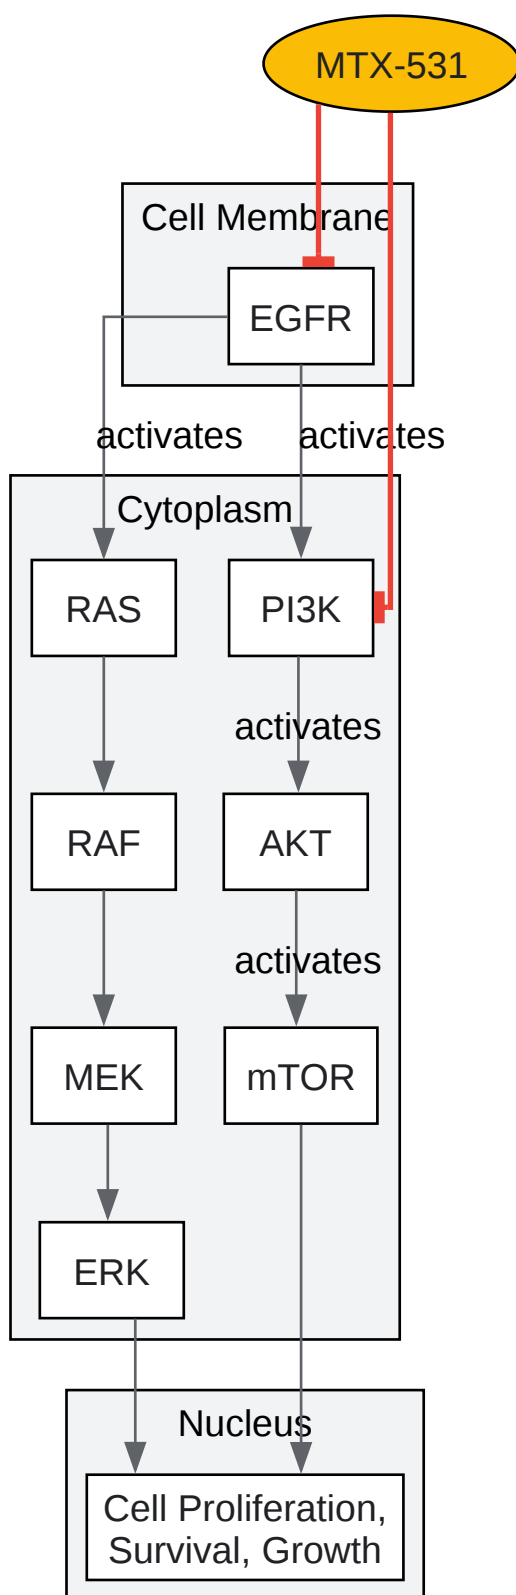 MTX-531
Cell Membrane
EGFR
activates
activates
Cytoplasm
RAS
PI3K
activates
RAF
AKT
activates
MEK
mTOR
ERK
Nucleus
Cell Proliferation,
Survival, Growth